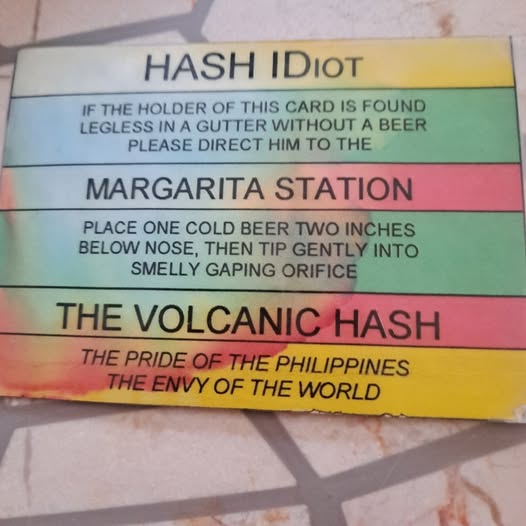 HASH IDIOT
IF THE HOLDER OF THIS CARD IS FOUND
LEGLESS IN A GUTTER WITHOUT A BEER
PLEASE DIRECT HIM TO THE
MARGARITA STATION
PLACE ONE COLD BEER TWO INCHES
BELOW NOSE, THEN TIP GENTLY INTO
SMELLY GAPING ORIFICE
THE VOLCANIC HASH
THE PRIDE OF THE PHILIPPINES
THE ENVY OF THE WORLD